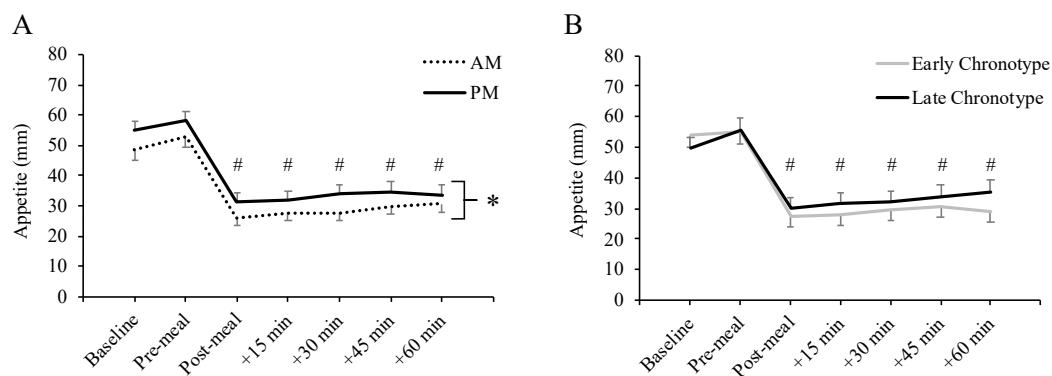 A
Appetite (mm)
80
70
60
50
40
30
20
10
0
AM
PM
# # # # #
*
Baseline
Pre-meal
Post-meal
+15 min
+30 min
+45 min
+60 min
B
Appetite (mm)
80
70
60
50
40
30
20
10
0
Early Chronotype
Late Chronotype
# # # # #
Baseline
Pre-meal
Post-meal
+15 min
+30 min
+45 min
+60 min